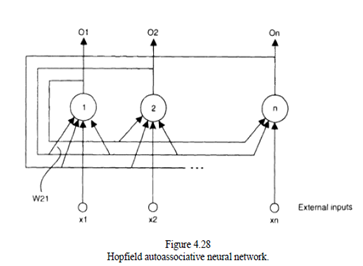 O1 O2 On
1 2 n
W21
x1 x2 xn External inputs
Figure 4.28
Hopfield autoassociative neural network.